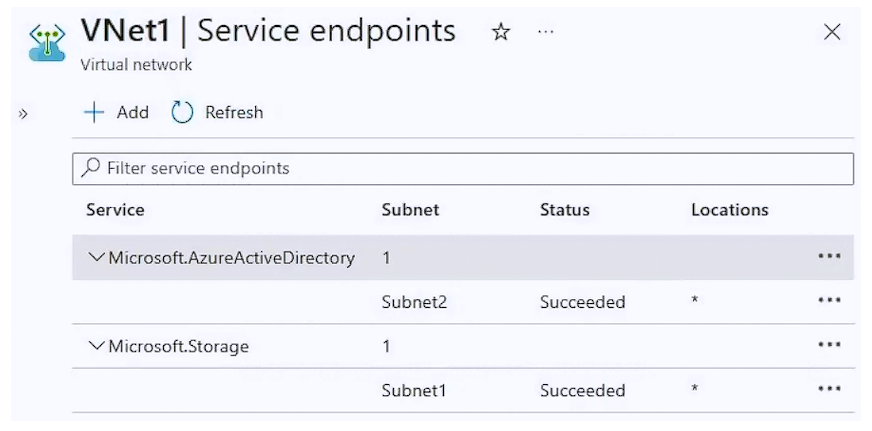 VNet1 | Service endpoints
Virtual network
Add Refresh
Filter service endpoints
Service Subnet Status Locations
Microsoft.AzureActiveDirectory 1
Subnet2 Succeeded *
Microsoft.Storage 1
Subnet1 Succeeded *